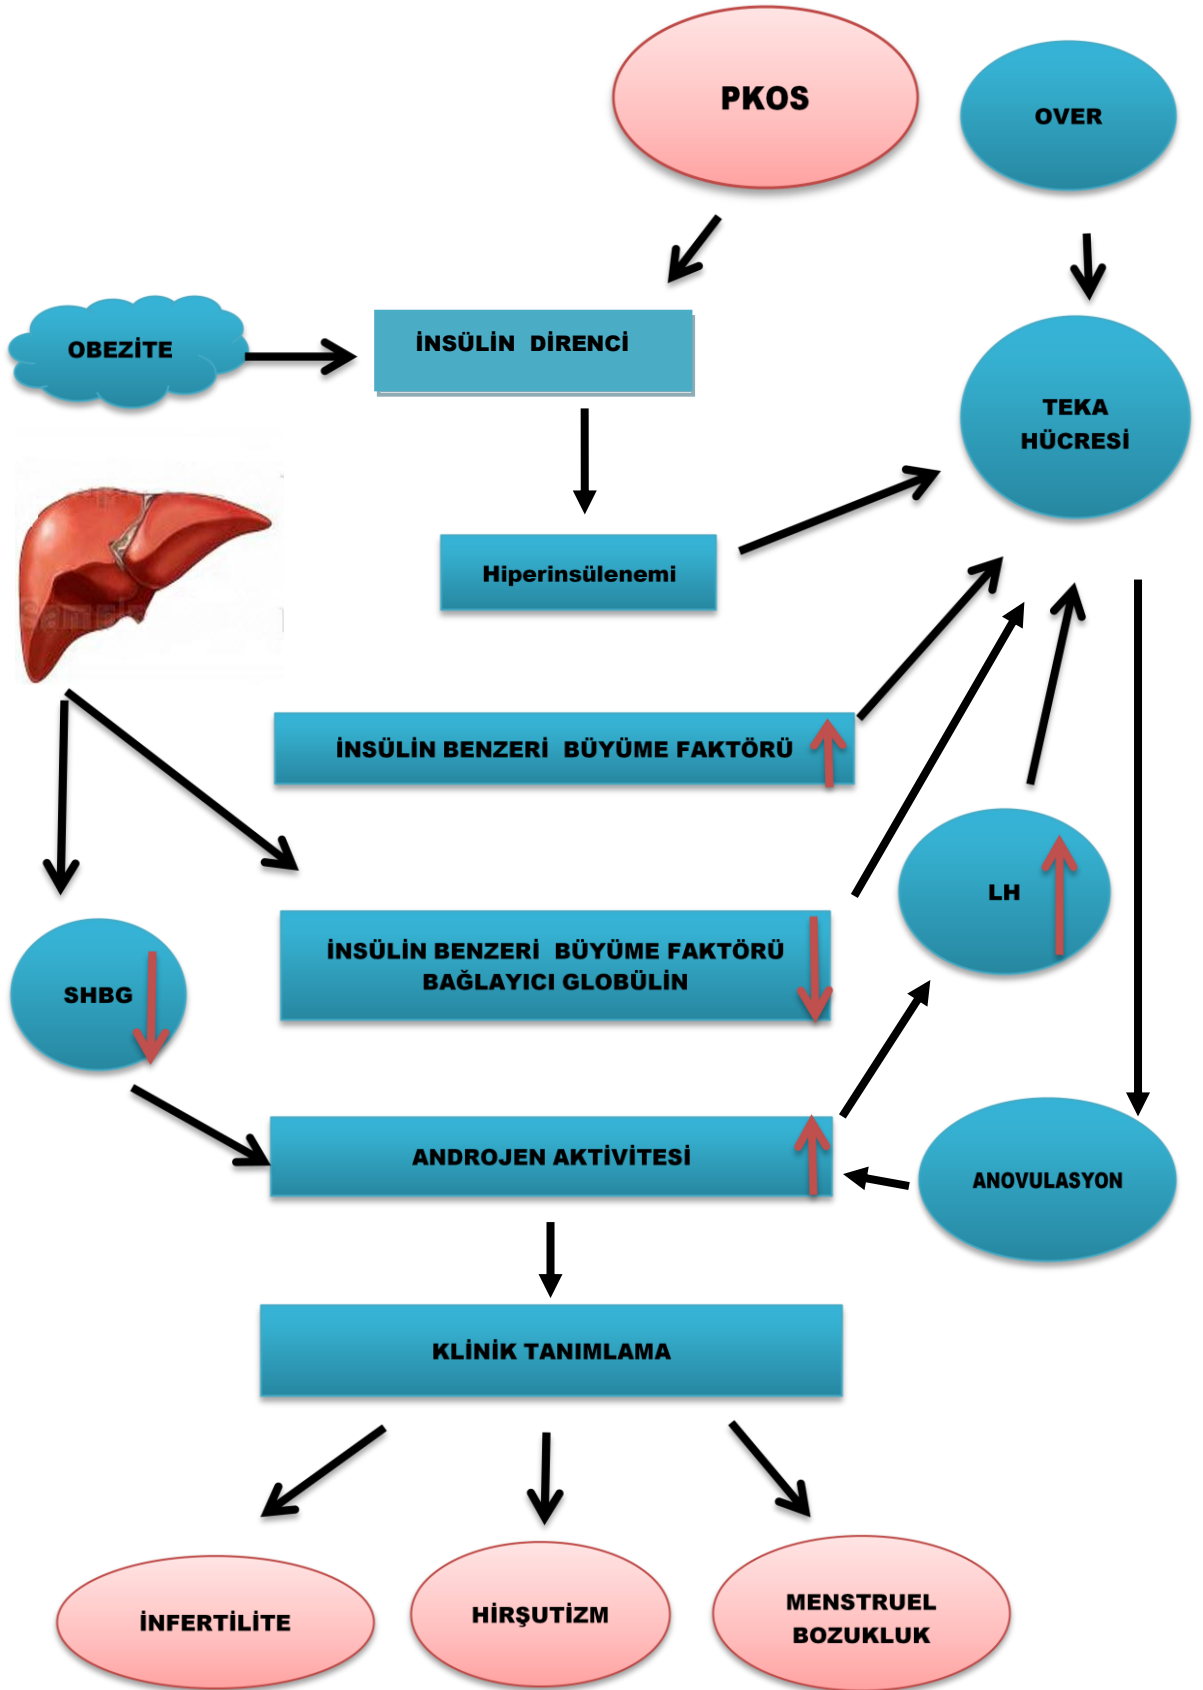 PKOS
OVER
OBEZİTE
İNSÜLİN DİRENCİ
TEKA
HÜCRESİ
Hiperinsülenemi
İNSÜLİN BENZERİ BÜYÜME FAKTÖRÜ
LH
İNSÜLİN BENZERİ BÜYÜME FAKTÖRÜ
BAĞLAYICI GLOBÜLİN
SHBG
ANDROJEN AKTİVİTESİ
ANOVULASYON
KLİNİK TANIMLAMA
İNFERTİLİTE
HİRŞUTİZM
MENSTRUEL
BOZUKLUK